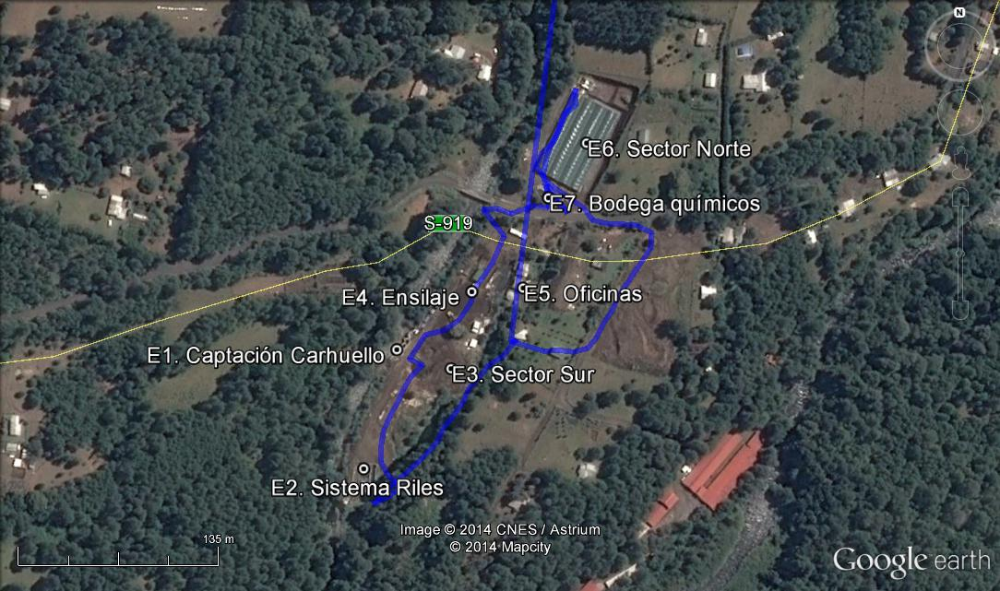 N
E6. Sector Norte
E7. Bodega químicos
S-919
E4. Ensilaje
E5. Oficinas
E1. Captación Carhuello
E3. Sector Sur
E2. Sistema Riles
Image © 2014 CNES / Astrium
© 2014 Mapcity
135 m
Google earth